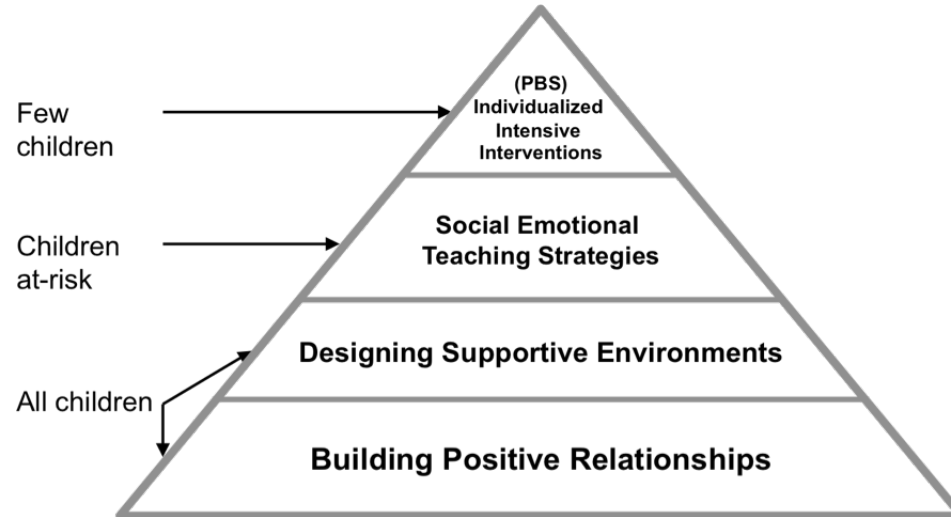 (PBS)
Individualized
Intensive
Interventions
Few
children
Social Emotional
Teaching Strategies
Children
at-risk
Designing Supportive Environments
All children
Building Positive Relationships